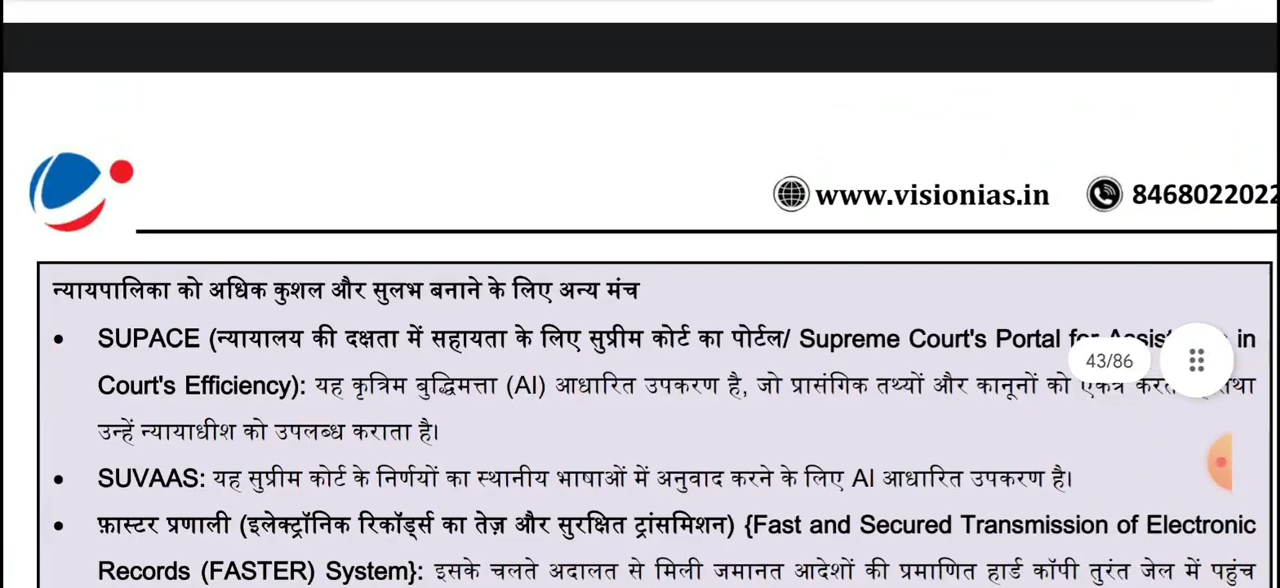 www.visionias.in 8468022022
न्यायपालिका को अधिक कुशल और सुलभ बनाने के लिए अन्य मंच
• SUPACE (न्यायालय की दक्षता में सहायता के लिए सुप्रीम कोर्ट का पोर्टल/ Supreme Court's Portal for in
43/86
Court's Efficiency): यह कृत्रिम बुद्धिमत्ता (AI) आधारित उपकरण है, जो प्रासंगिक तथ्यों और कानूनों को एकत्र तथा
उन्हें न्यायाधीश को उपलब्ध कराता है।
• SUVAAS: यह सुप्रीम कोर्ट के निर्णयों का स्थानीय भाषाओं में अनुवाद करने के लिए AI आधारित उपकरण है।
• फ़ास्टर प्रणाली (इलेक्ट्रॉनिक रिकॉर्ड्स का तेज़ और सुरक्षित ट्रांसमिशन) {Fast and Secured Transmission of Electronic
Records (FASTER) System}: इसके चलते अदालत से मिली जमानत आदेशों की प्रमाणित हार्ड कॉपी तुरंत जेल में पहुंच